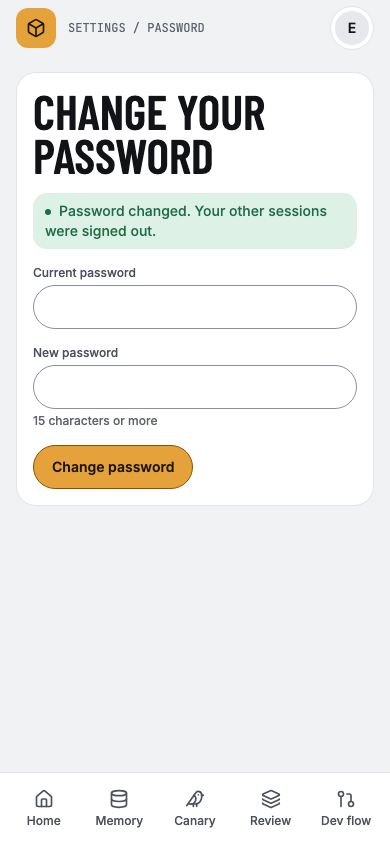 SETTINGS / PASSWORD
E
CHANGE YOUR
PASSWORD
Password changed. Your other sessions
were signed out.
Current password
New password
15 characters or more
Change password
Home
Memory
Canary
Review
Dev flow